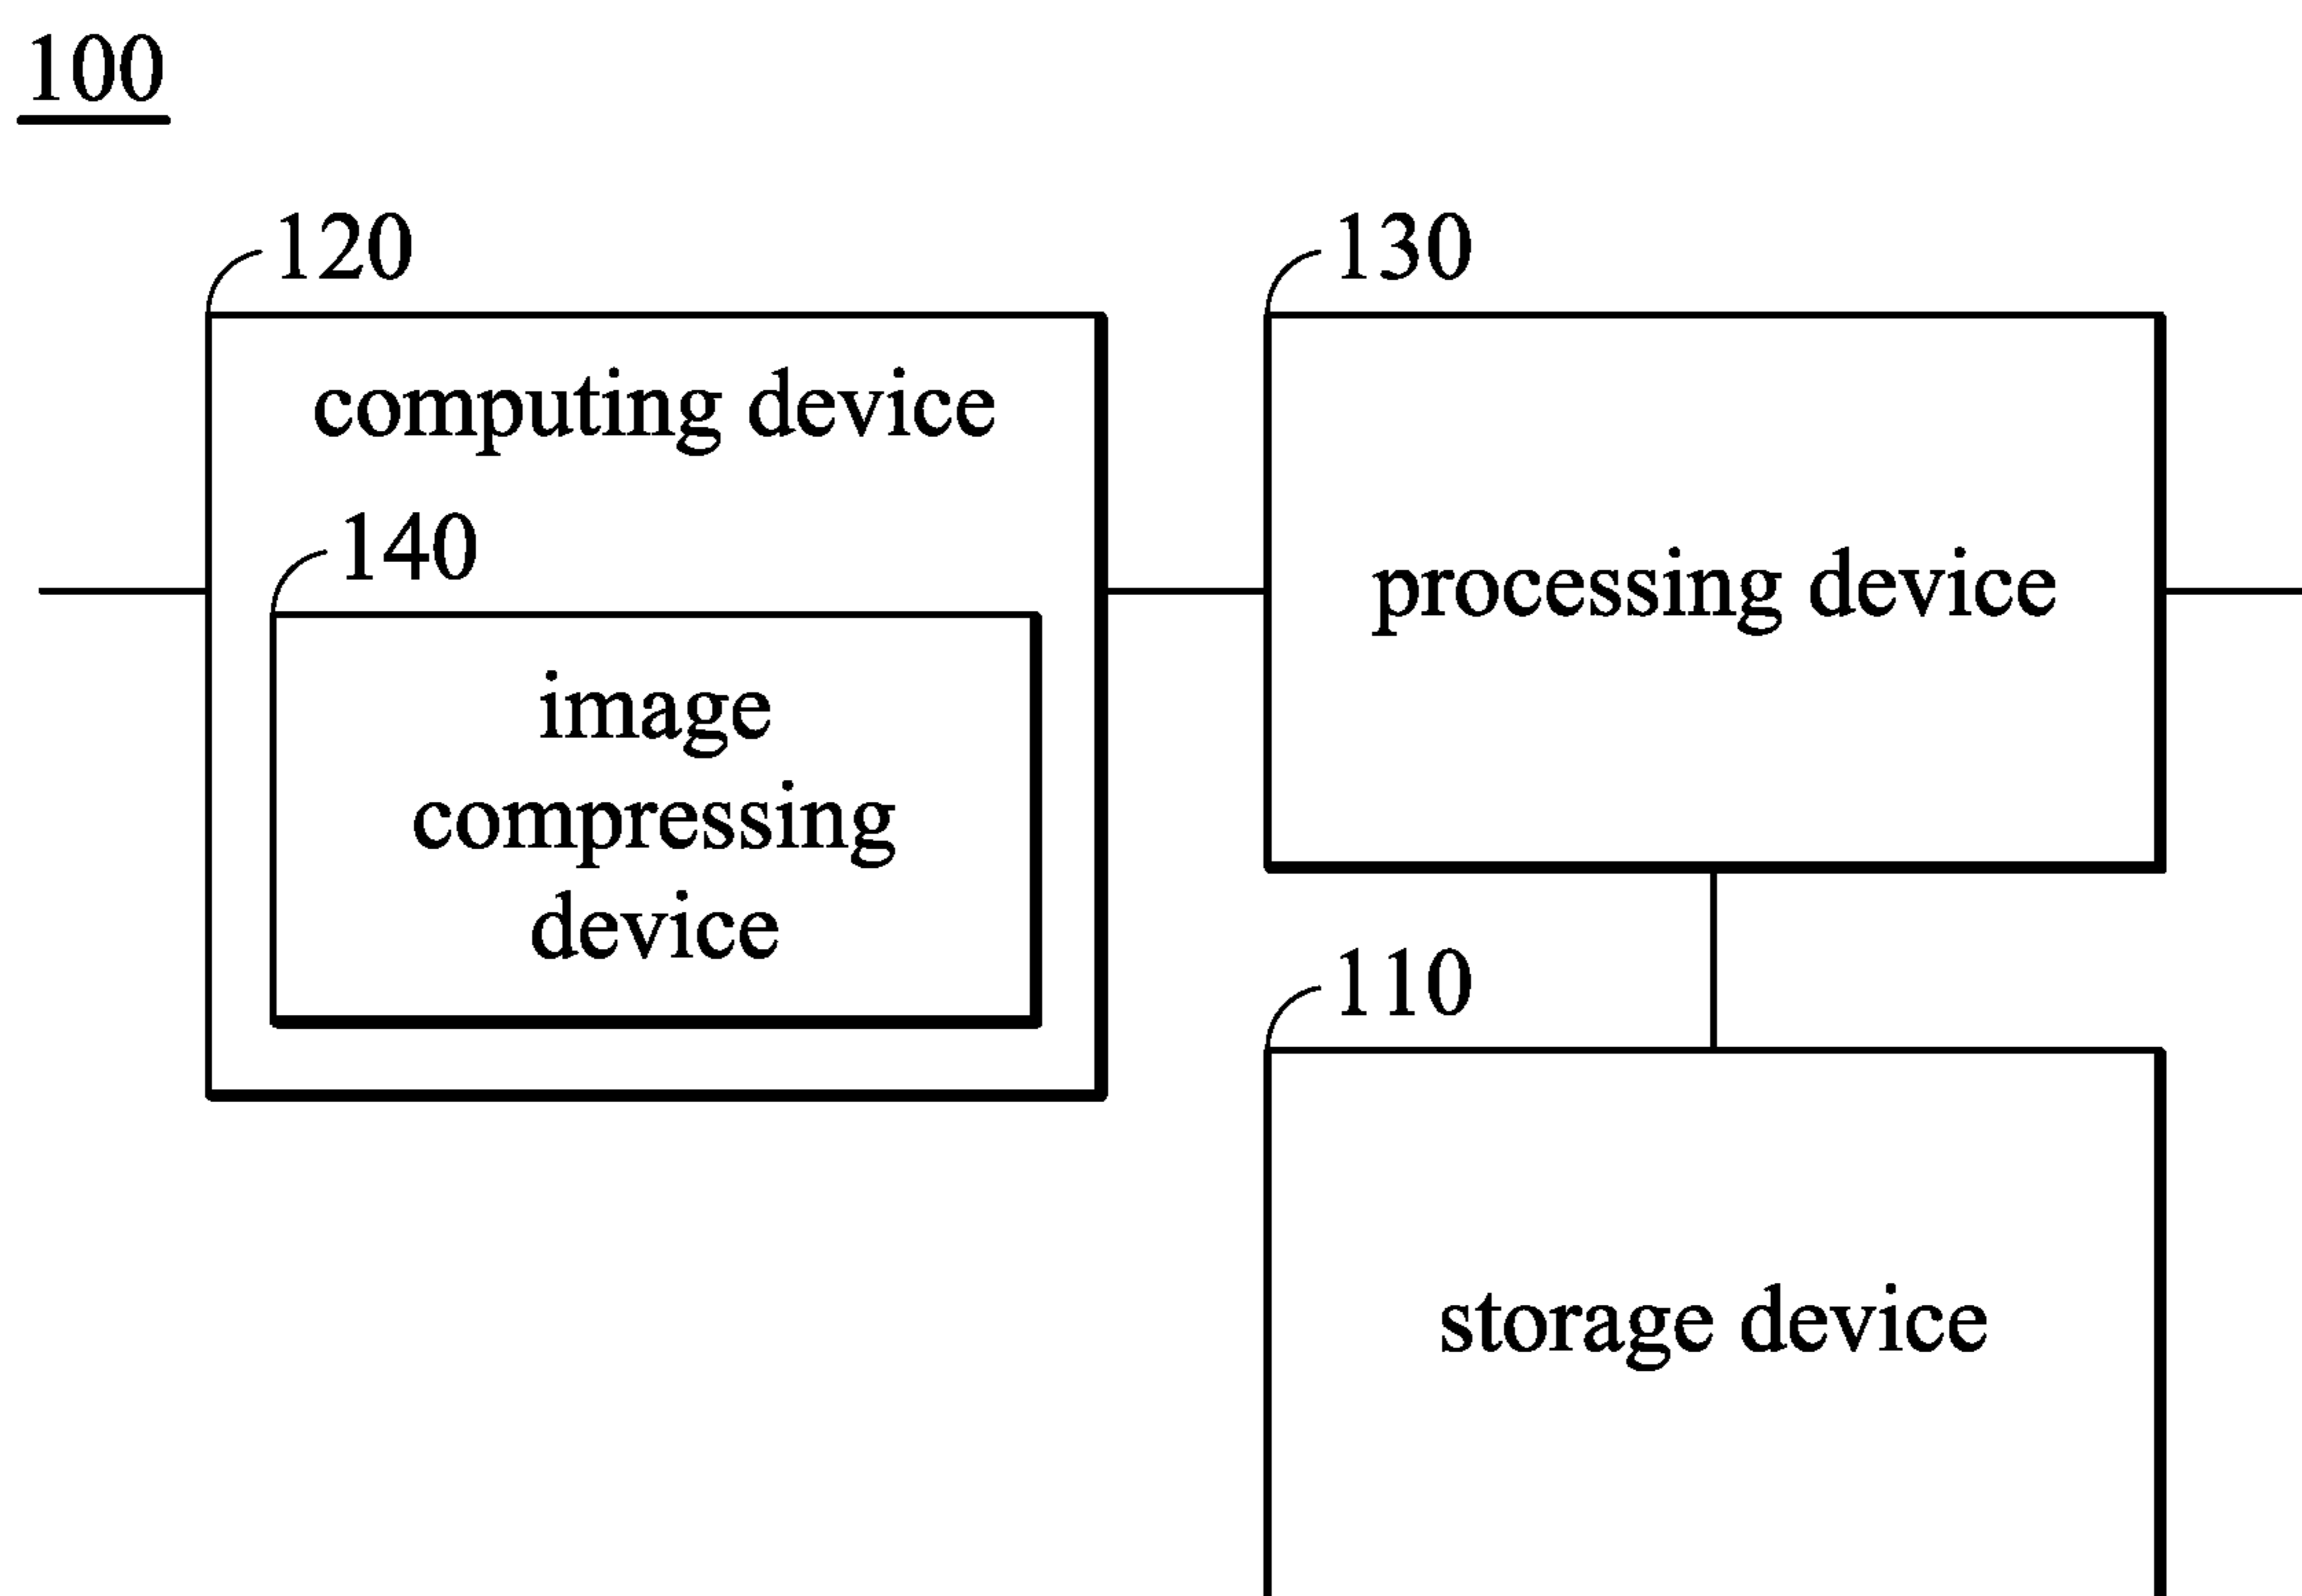 100
120
computing device
140
image
compressing
device
130
processing device
110
storage device